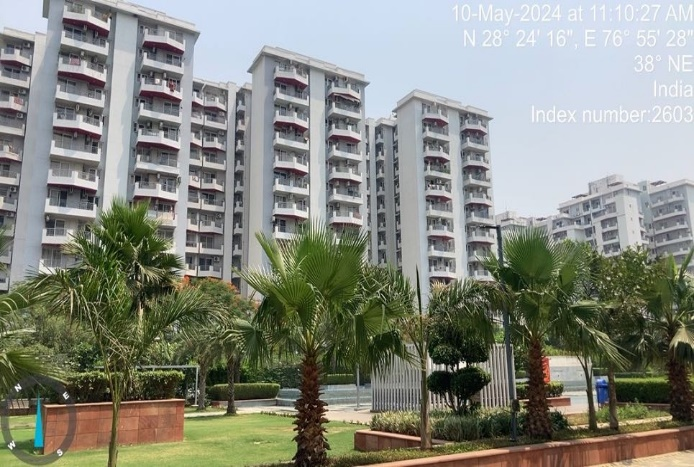 10-May-2024 at 11:10:27 AM
N 28° 24' 16", E 76° 55' 28"
38° NE
India
Index number:2603
N
E
W
S